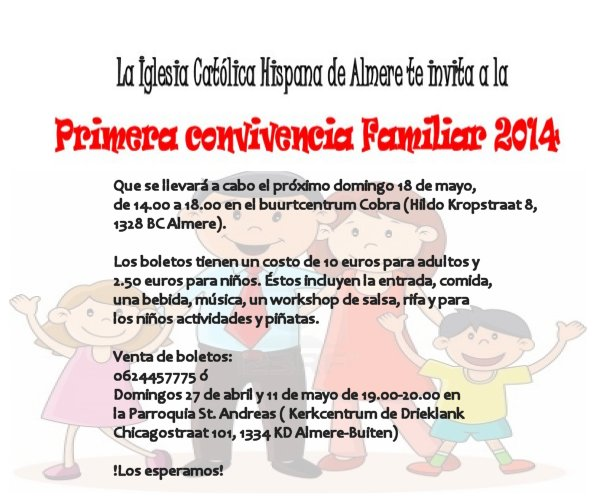 La Iglesia Católica Hispana de Almere te invita a la
Primera convivencia Familiar 2014
Que se llevará a cabo el próximo domingo 18 de mayo,
de 14.00 a 18.00 en el buurtcentrum Cobra (Hildo Kropstraat 8,
1328 BC Almere).
Los boletos tienen un costo de 10 euros para adultos y
2.50 euros para niños. Éstos incluyen la entrada, comida,
una bebida, música, un workshop de salsa, rifa y para
los niños actividades y piñatas.
Venta de boletos:
0624457775 ó
Domingos 27 de abril y 11 de mayo de 19.00-20.00 en
la Parroquia St. Andreas ( Kerkcentrum de Drieklank
Chicagostraat 101, 1334 KD Almere-Buiten)
!Los esperamos!